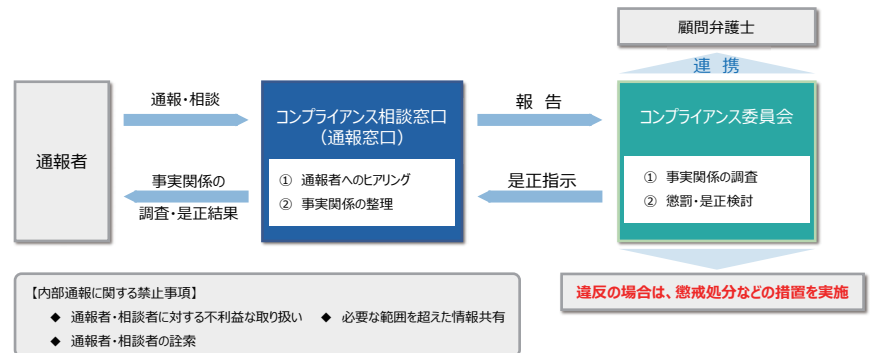 顧問弁護士
連 携
通報者
通報・相談
事実関係の
調査・是正結果
コンプライアンス相談窓口
（通報窓口）
① 通報者へのヒアリング
② 事実関係の整理
報 告
是正指示
コンプライアンス委員会
① 事実関係の調査
② 懲罰・是正検討
違反の場合は、懲戒処分などの措置を実施
【内部通報に関する禁止事項】
◆ 通報者・相談者に対する不利益な取り扱い ◆ 必要な範囲を超えた情報共有
◆ 通報者・相談者の詮索